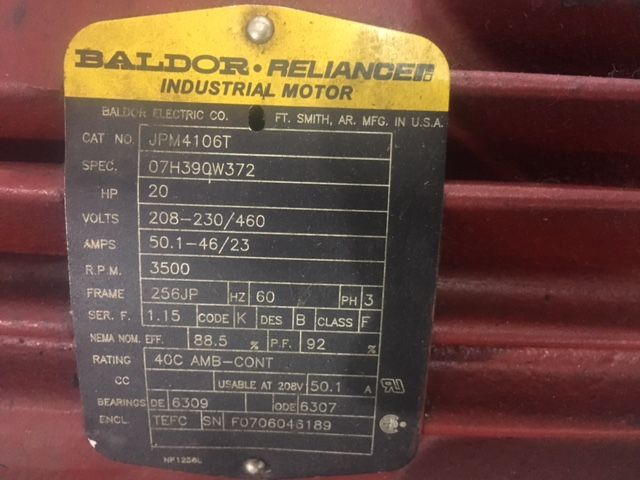 BALDOR • RELIANCE
INDUSTRIAL MOTOR
BALDOR ELECTRIC CO. FT. SMITH, AR. MFG. IN U.S.A.
CAT NO. JPM4106T
SPEC. 07H390W372
HP 20
VOLTS 208-230/460
AMPS 50.1-46/23
R.P.M. 3500
FRAME 256JP HZ 60 PH 3
SER. F. 1.15 CODE K DES B CLASS F
NEMA NOM. EFF. 88.5 % P.F. 92 %
RATING 40C AMB-CONT
CC USABLE AT 208V 50.1 A
BEARINGS DE 6309 ODE 6307
ENCL. TEFC SN F0706046189
NP1256L